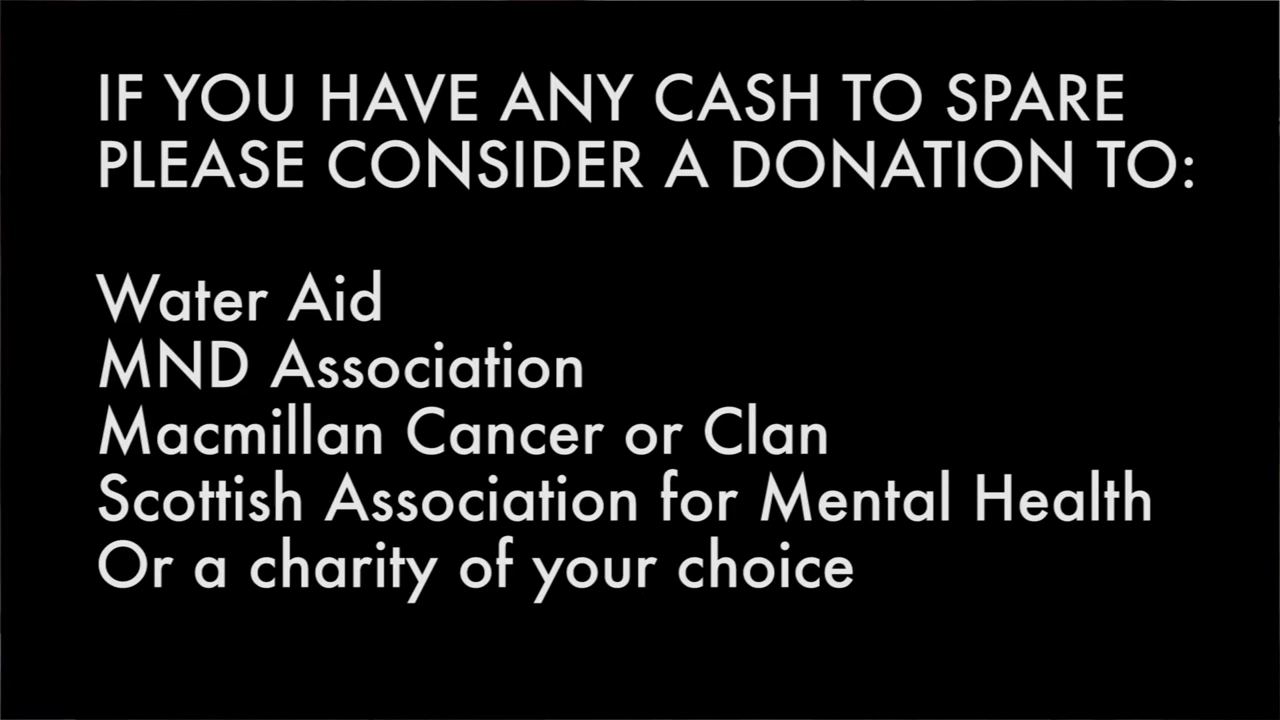 IF YOU HAVE ANY CASH TO SPARE
PLEASE CONSIDER A DONATION TO:
Water Aid
MND Association
Macmillan Cancer or Clan
Scottish Association for Mental Health
Or a charity of your choice